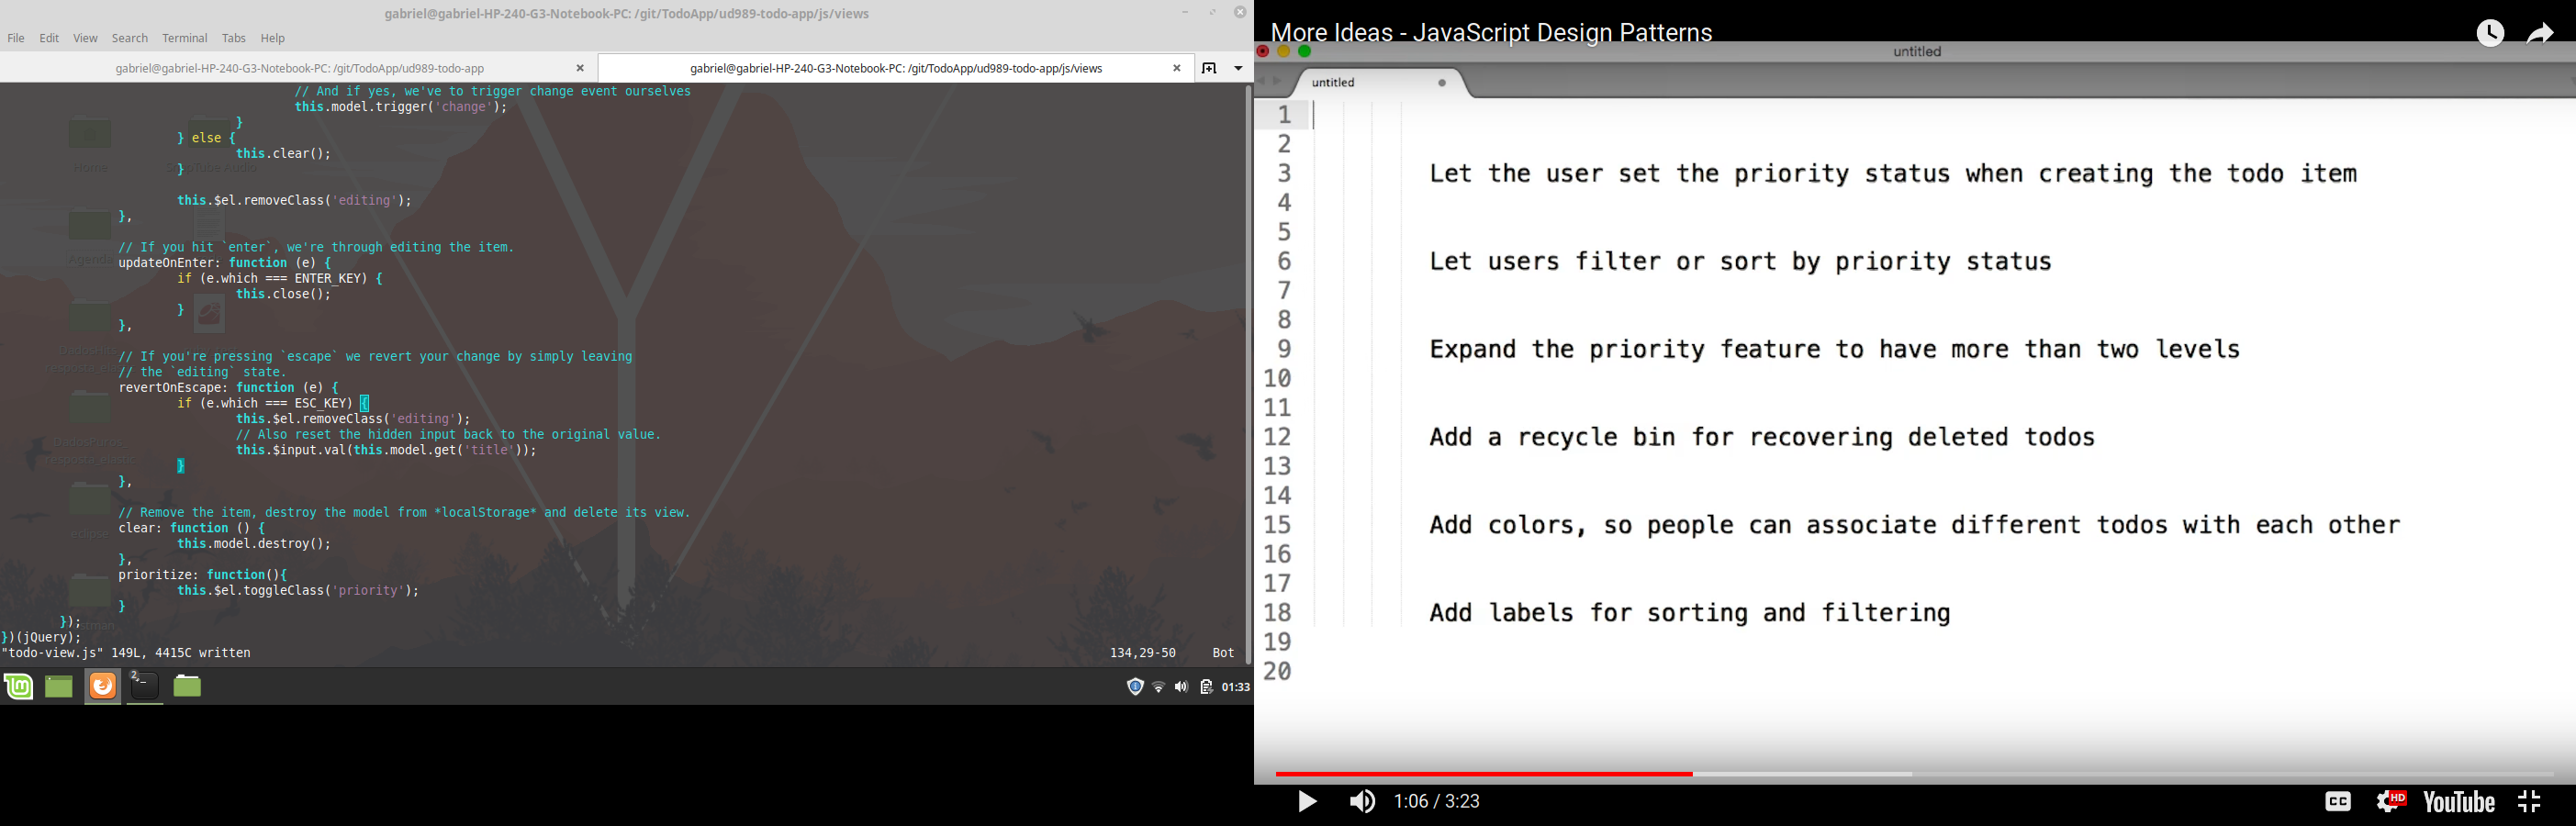 gabriel@gabriel-HP-240-G3-Notebook-PC: /git/TodoApp/ud989-todo-app/js/views
File Edit View Search Terminal Tabs Help
gabriel@gabriel-HP-240-G3-Notebook-PC: /git/TodoApp/ud989-todo-app
gabriel@gabriel-HP-240-G3-Notebook-PC: /git/TodoApp/ud989-todo-app/js/views
// And if yes, we've to trigger change event ourselves
this.model.trigger('change');
}
} else {
this.clear();
}
this.$el.removeClass('editing');
},
// If you hit `enter`, we're through editing the item.
updateOnEnter: function (e) {
if (e.which === ENTER_KEY) {
this.close();
}
},
// If you're pressing `escape` we revert your change by simply leaving
// the `editing` state.
revertOnEscape: function (e) {
if (e.which === ESC_KEY) {
this.$el.removeClass('editing');
// Also reset the hidden input back to the original value.
this.$input.val(this.model.get('title'));
}
},
// Remove the item, destroy the model from *localStorage* and delete its view.
clear: function () {
this.model.destroy();
},
prioritize: function(){
this.$el.toggleClass('priority');
}
});
})(jQuery);
"todo-view.js" 149L, 4415C written
134,29-50
Bot
Home
Agenda
eclipse
2
01:33
More Ideas - JavaScript Design Patterns
untitled
untitled
1
2
3 Let the user set the priority status when creating the todo item
4
5
6 Let users filter or sort by priority status
7
8
9 Expand the priority feature to have more than two levels
10
11
12 Add a recycle bin for recovering deleted todos
13
14
15 Add colors, so people can associate different todos with each other
16
17
18 Add labels for sorting and filtering
19
20
1:06 / 3:23
CC
HD
YouTube